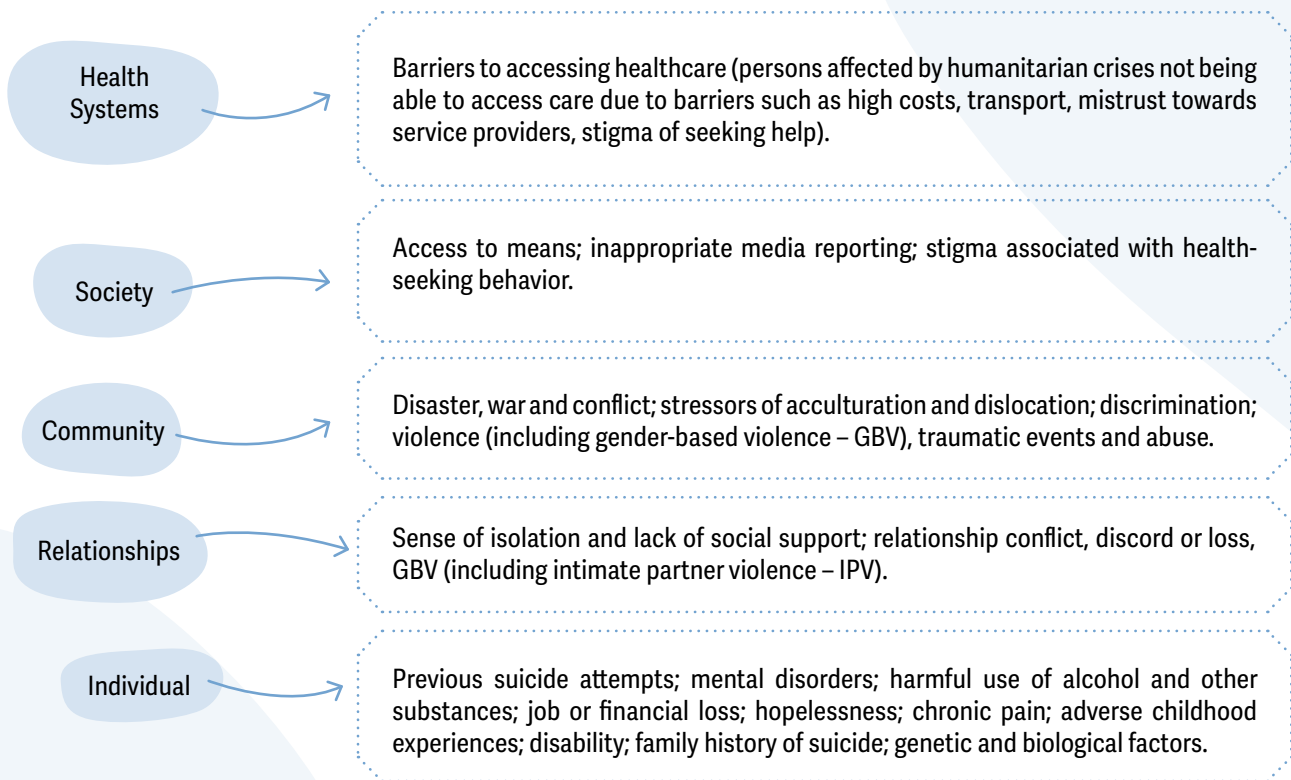 Health
Systems
Barriers to accessing healthcare (persons affected by humanitarian crises not being
able to access care due to barriers such as high costs, transport, mistrust towards
service providers, stigma of seeking help).
Society
Access to means; inappropriate media reporting; stigma associated with health-
seeking behavior.
Community
Disaster, war and conflict; stressors of acculturation and dislocation; discrimination;
violence (including gender-based violence – GBV), traumatic events and abuse.
Relationships
Sense of isolation and lack of social support; relationship conflict, discord or loss,
GBV (including intimate partner violence – IPV).
Individual
Previous suicide attempts; mental disorders; harmful use of alcohol and other
substances; job or financial loss; hopelessness; chronic pain; adverse childhood
experiences; disability; family history of suicide; genetic and biological factors.